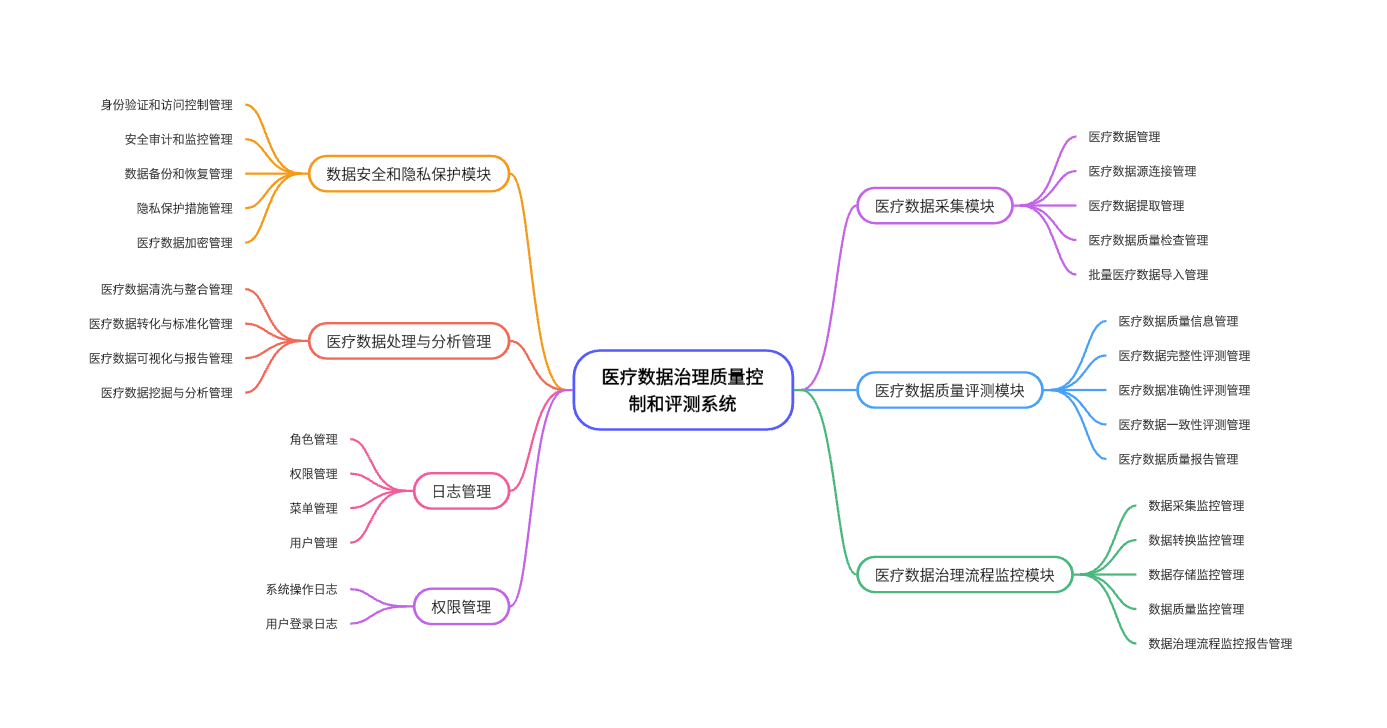 医疗数据治理质量控
制和评测系统
数据安全和隐私保护模块
身份验证和访问控制管理
安全审计和监控管理
数据备份和恢复管理
隐私保护措施管理
医疗数据加密管理
医疗数据处理与分析管理
医疗数据清洗与整合管理
医疗数据转化与标准化管理
医疗数据可视化与报告管理
医疗数据挖掘与分析管理
日志管理
角色管理
权限管理
菜单管理
用户管理
权限管理
系统操作日志
用户登录日志
医疗数据采集模块
医疗数据管理
医疗数据源连接管理
医疗数据提取管理
医疗数据质量检查管理
批量医疗数据导入管理
医疗数据质量评测模块
医疗数据质量信息管理
医疗数据完整性评测管理
医疗数据准确性评测管理
医疗数据一致性评测管理
医疗数据质量报告管理
医疗数据治理流程监控模块
数据采集监控管理
数据转换监控管理
数据存储监控管理
数据质量监控管理
数据治理流程监控报告管理